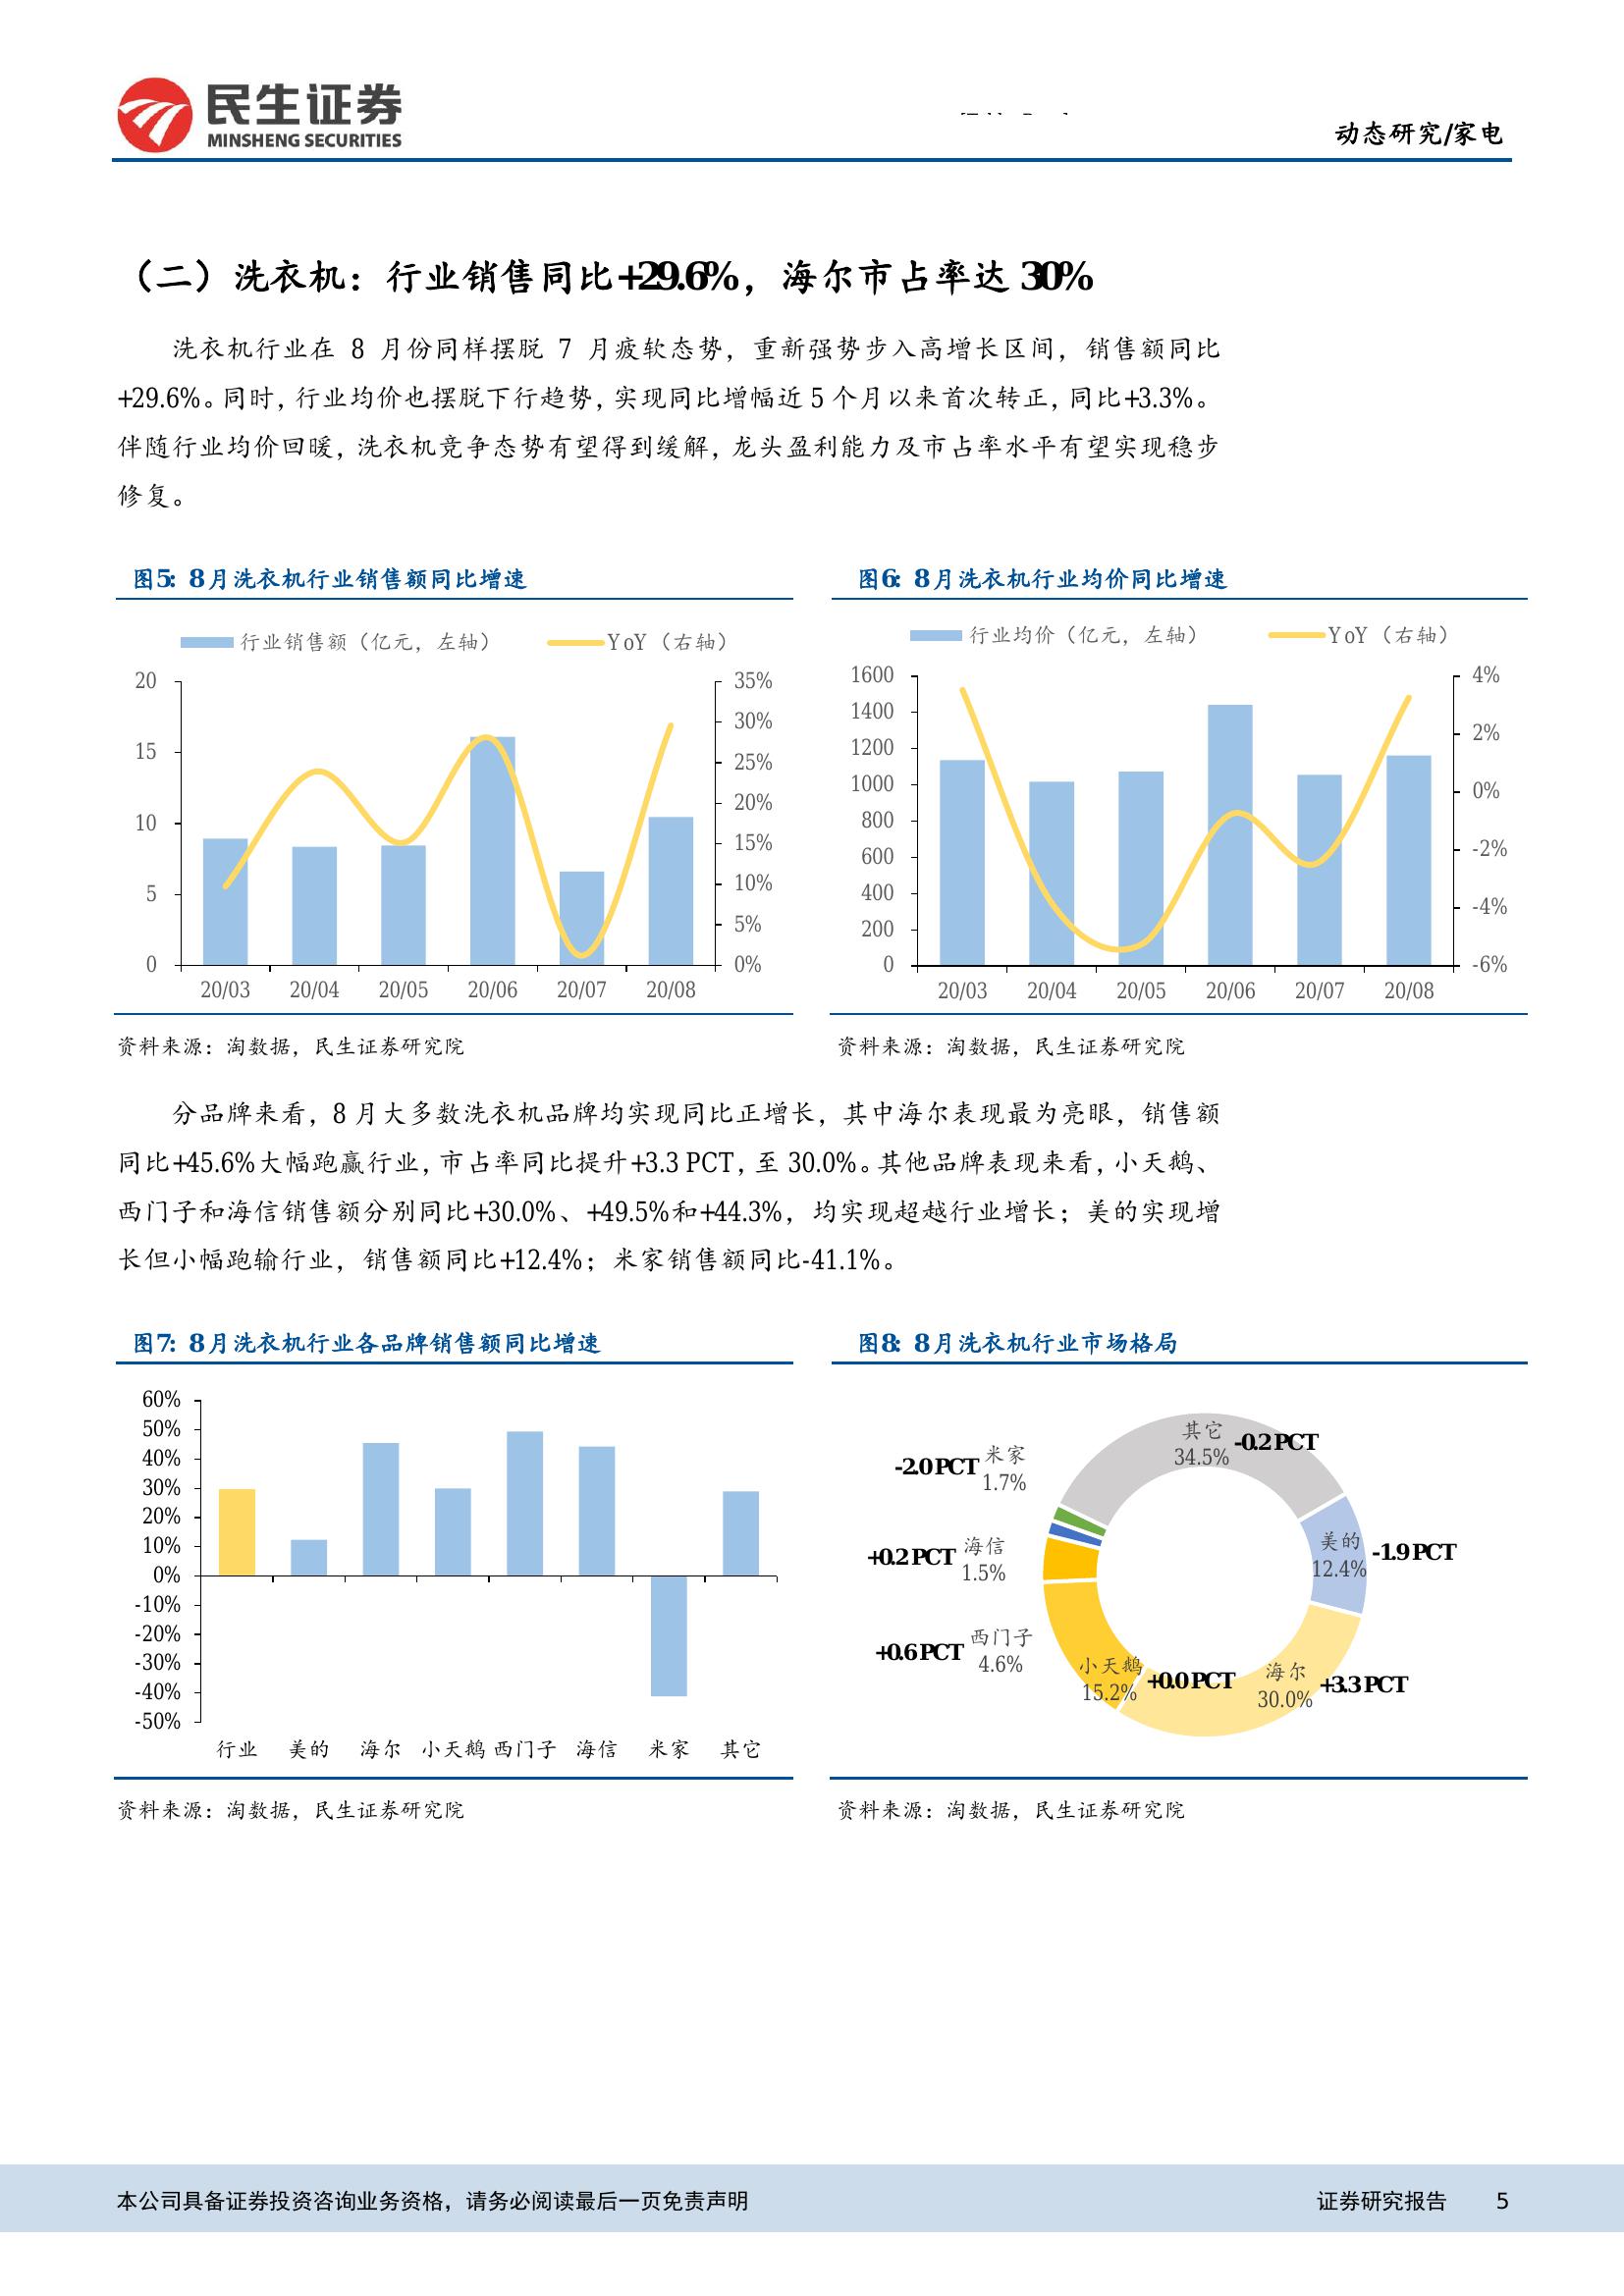 民生证券
MINSHENG SECURITIES
动态研究/家电
（二）洗衣机：行业销售同比+29.6%，海尔市占率达 30%
洗衣机行业在 8 月份同样摆脱 7 月疲软态势，重新强势步入高增长区间，销售额同比
+29.6%。同时，行业均价也摆脱下行趋势，实现同比增幅近 5 个月以来首次转正，同比+3.3%。
伴随行业均价回暖，洗衣机竞争态势有望得到缓解，龙头盈利能力及市占率水平有望实现稳步
修复。
图5：8月洗衣机行业销售额同比增速
行业销售额（亿元，左轴） YoY（右轴）
20 35%
30%
15 25%
20%
10 15%
10%
5 5%
0 0%
20/03 20/04 20/05 20/06 20/07 20/08
资料来源：淘数据，民生证券研究院
图6：8月洗衣机行业均价同比增速
行业均价（亿元，左轴） YoY（右轴）
1600 4%
1400
1200 2%
1000 0%
800
600 -2%
400 -4%
200
0 -6%
20/03 20/04 20/05 20/06 20/07 20/08
资料来源：淘数据，民生证券研究院
分品牌来看，8 月大多数洗衣机品牌均实现同比正增长，其中海尔表现最为亮眼，销售额
同比+45.6%大幅跑赢行业，市占率同比提升+3.3 PCT，至 30.0%。其他品牌表现来看，小天鹅、
西门子和海信销售额分别同比+30.0%、+49.5%和+44.3%，均实现超越行业增长；美的实现增
长但小幅跑输行业，销售额同比+12.4%；米家销售额同比-41.1%。
图7：8月洗衣机行业各品牌销售额同比增速
60%
50%
40%
30%
20%
10%
0%
-10%
-20%
-30%
-40%
-50%
行业 美的 海尔 小天鹅 西门子 海信 米家 其它
资料来源：淘数据，民生证券研究院
图8：8月洗衣机行业市场格局
其它
34.5% -0.2PCT
-2.0PCT 米家
1.7%
美的
12.4% -1.9PCT
+0.2PCT 海信
1.5%
+0.6PCT 西门子
4.6%
小天鹅
15.2% +0.0PCT
海尔
30.0% +3.3PCT
资料来源：淘数据，民生证券研究院
本公司具备证券投资咨询业务资格，请务必阅读最后一页免责声明 证券研究报告 5